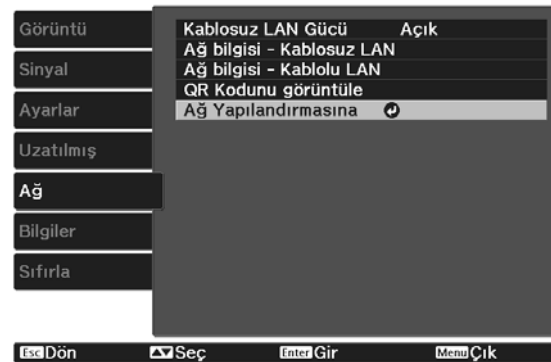 Görüntü
Sinyal
Ayarlar
Uzatılmış
Ağ
Bilgiler
Sıfırla
Kablosuz LAN Gücü Açık
Ağ bilgisi - Kablosuz LAN
Ağ bilgisi - Kablolu LAN
QR Kodunu görüntüle
Ağ Yapılandırmasına
Esc Dön Seç Enter Gir Menu Çık